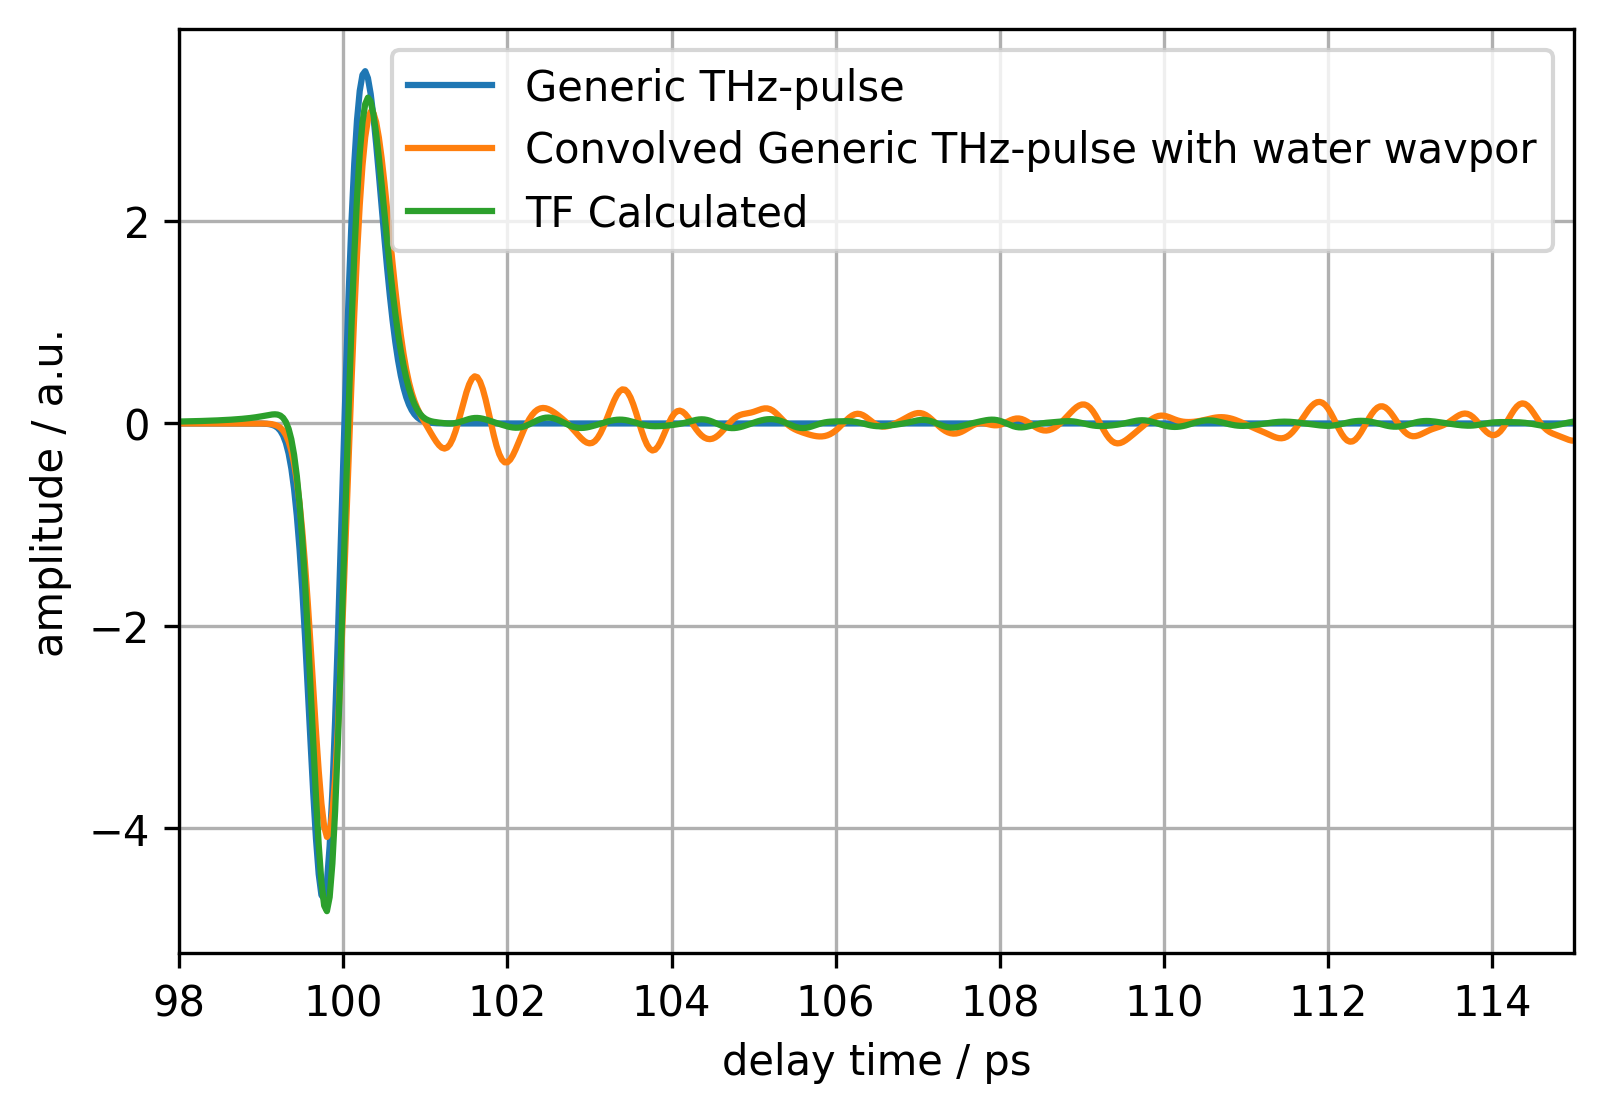 Generic THz-pulse
Convolved Generic THz-pulse with water wavpor
TF Calculated
amplitude / a.u.
2
0
−2
−4
98 100 102 104 106 108 110 112 114
delay time / ps